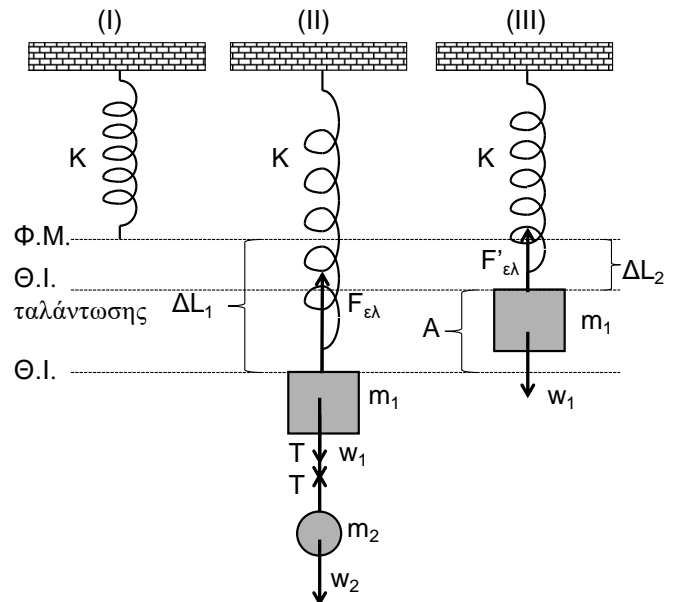 (I) (II) (III)
K K K
Φ.Μ.
Θ.Ι. F'ελ ΔL2
ταλάντωσης ΔL1 Fελ m1
A
Θ.Ι.
m1 w1
T w1
T
m2
w2